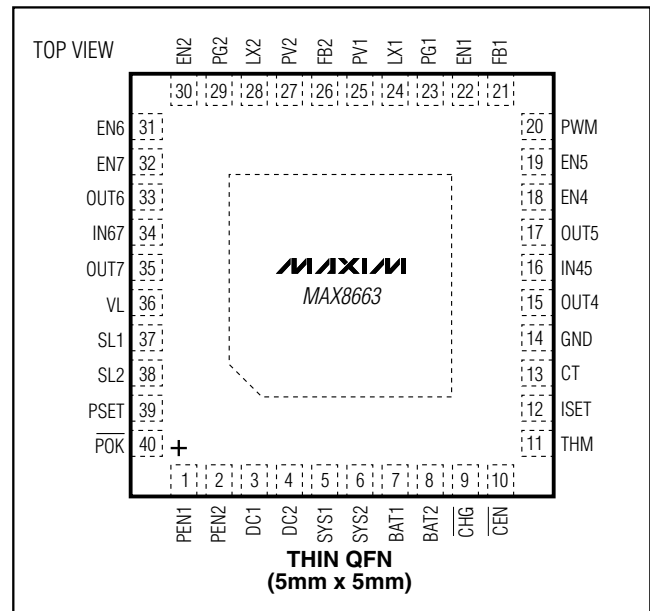 TOP VIEW
EN2 PG2 LX2 PV2 FB2 PV1 LX1 PG1 EN1 FB1
30 29 28 27 26 25 24 23 22 21
EN6 31
EN7 32
OUT6 33
IN67 34
OUT7 35
VL 36
SL1 37
SL2 38
PSET 39
POK 40 +
20 PWM
19 EN5
18 EN4
17 OUT5
16 IN45
15 OUT4
14 GND
13 CT
12 ISET
11 THM
MAXIM
MAX8663
1 2 3 4 5 6 7 8 9 10
PEN1 PEN2 DC1 DC2 SYS1 SYS2 BAT1 BAT2 CHG CEN
THIN QFN
(5mm x 5mm)